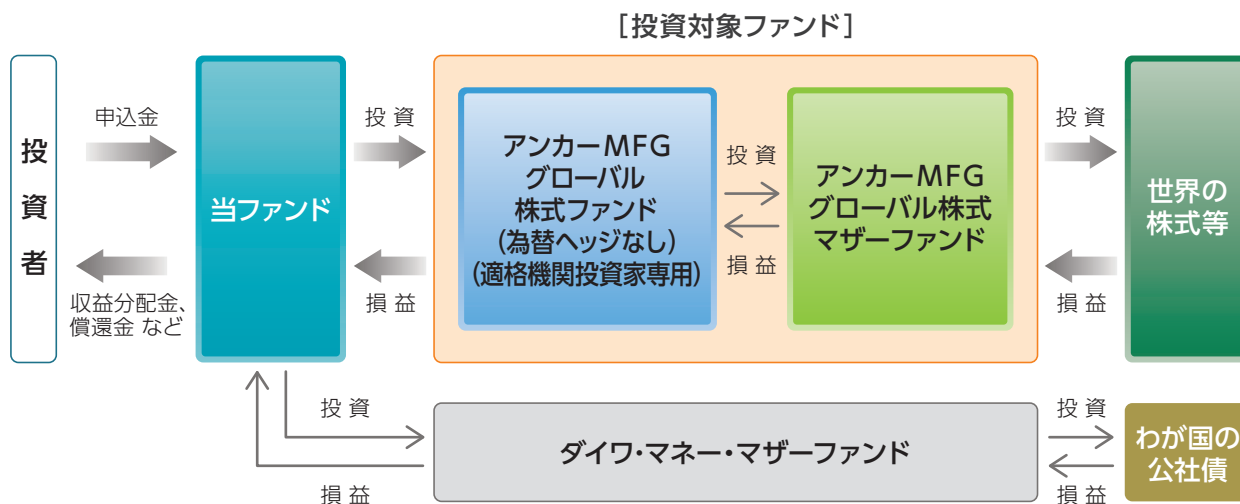 [投資対象ファンド]
投資者
申込金
収益分配金、
償還金 など
当ファンド
投 資
損 益
アンカーMFG
グローバル
株式ファンド
(為替ヘッジなし)
(適格機関投資家専用)
投 資
損 益
アンカーMFG
グローバル株式
マザーファンド
投 資
損 益
世界の
株式等
投 資
損 益
ダイワ・マネー・マザーファンド
投 資
損 益
わが国の
公社債